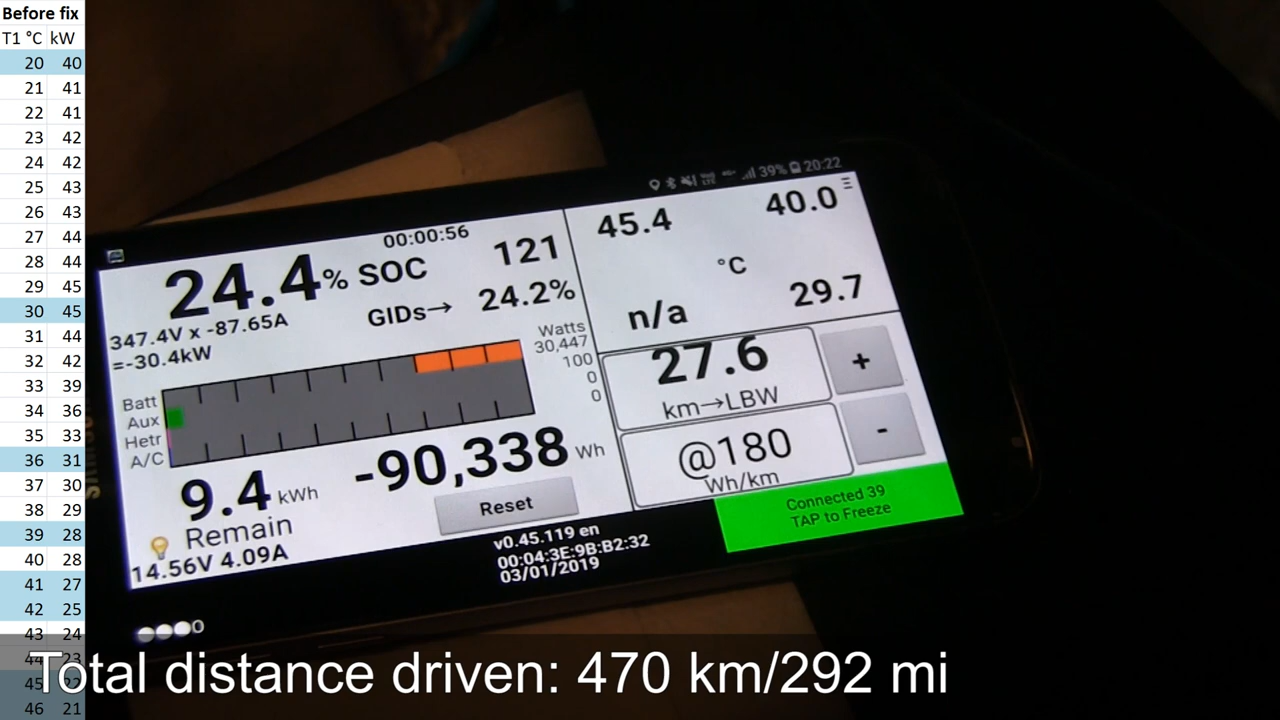 Before fix
T1 °C kW
20 40
21 41
22 41
23 42
24 42
25 43
26 43
27 44
28 44
29 45
30 45
31 44
32 42
33 39
34 36
35 33
36 31
37 30
38 29
39 28
40 28
41 27
42 25
43 24
44 23
45 22
46 21
39% 20:22
00:00:56
24.4% SOC
121
GIDs→ 24.2%
347.4V x -87.65A
=-30.4kW
Watts
30,447
100
0
0
Batt
Aux
Hetr
A/C
9.4 kWh
Remain
-90,338 Wh
Reset
14.56V 4.09A
v0.45.119 en
00:04:3E:9B:B2:32
03/01/2019
45.4 40.0
°C
n/a 29.7
27.6
km→LBW
+
@180
Wh/km
-
Connected 39
TAP to Freeze
Total distance driven: 470 km/292 mi